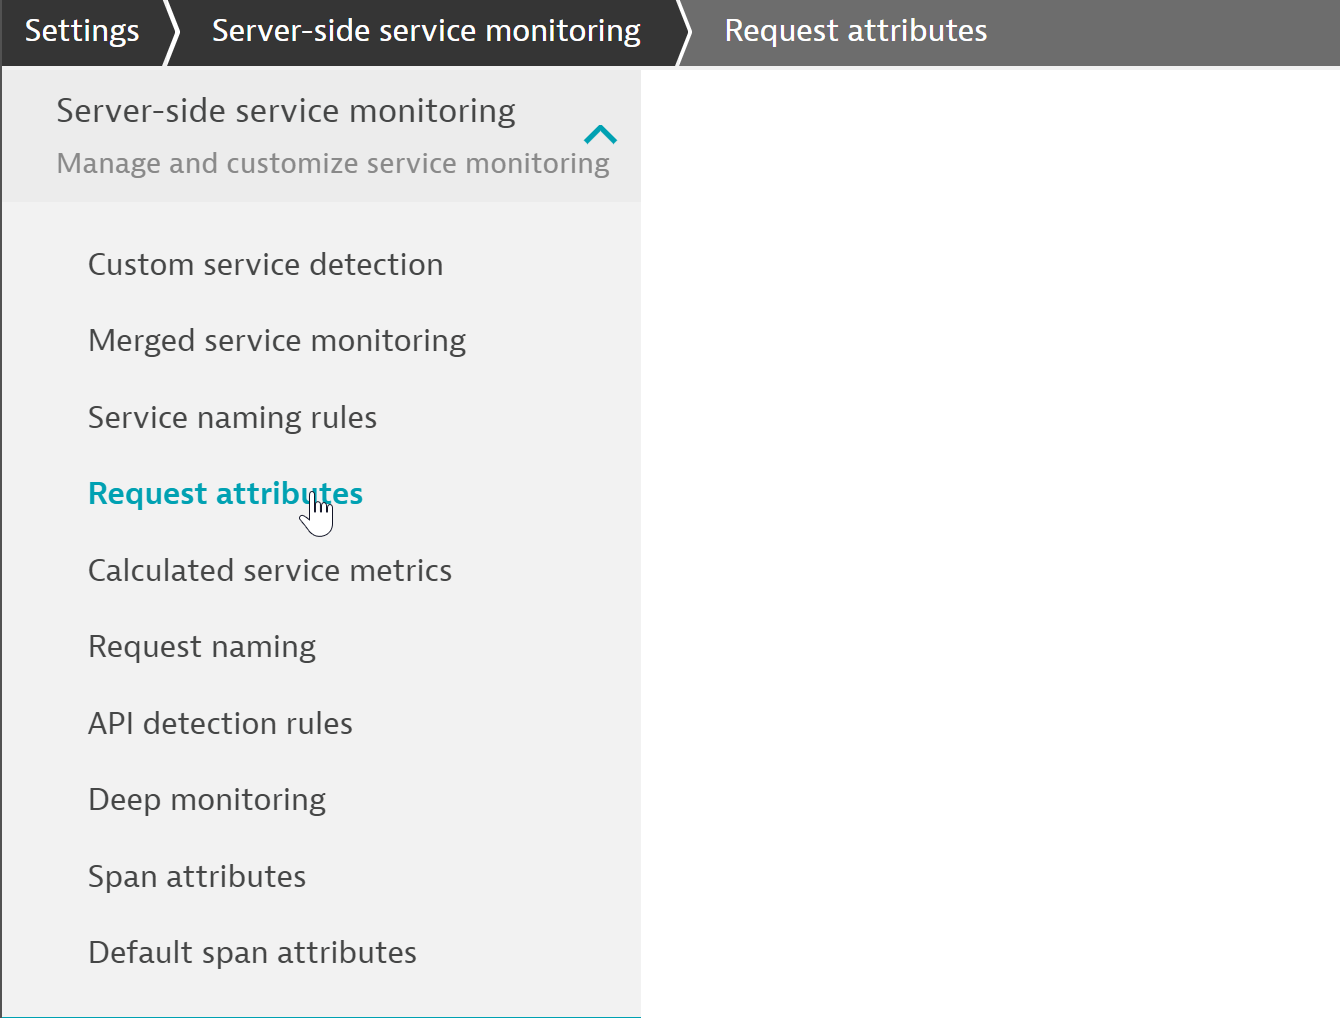 Settings
Server-side service monitoring
Request attributes
Server-side service monitoring
Manage and customize service monitoring
Custom service detection
Merged service monitoring
Service naming rules
Request attributes
Calculated service metrics
Request naming
API detection rules
Deep monitoring
Span attributes
Default span attributes